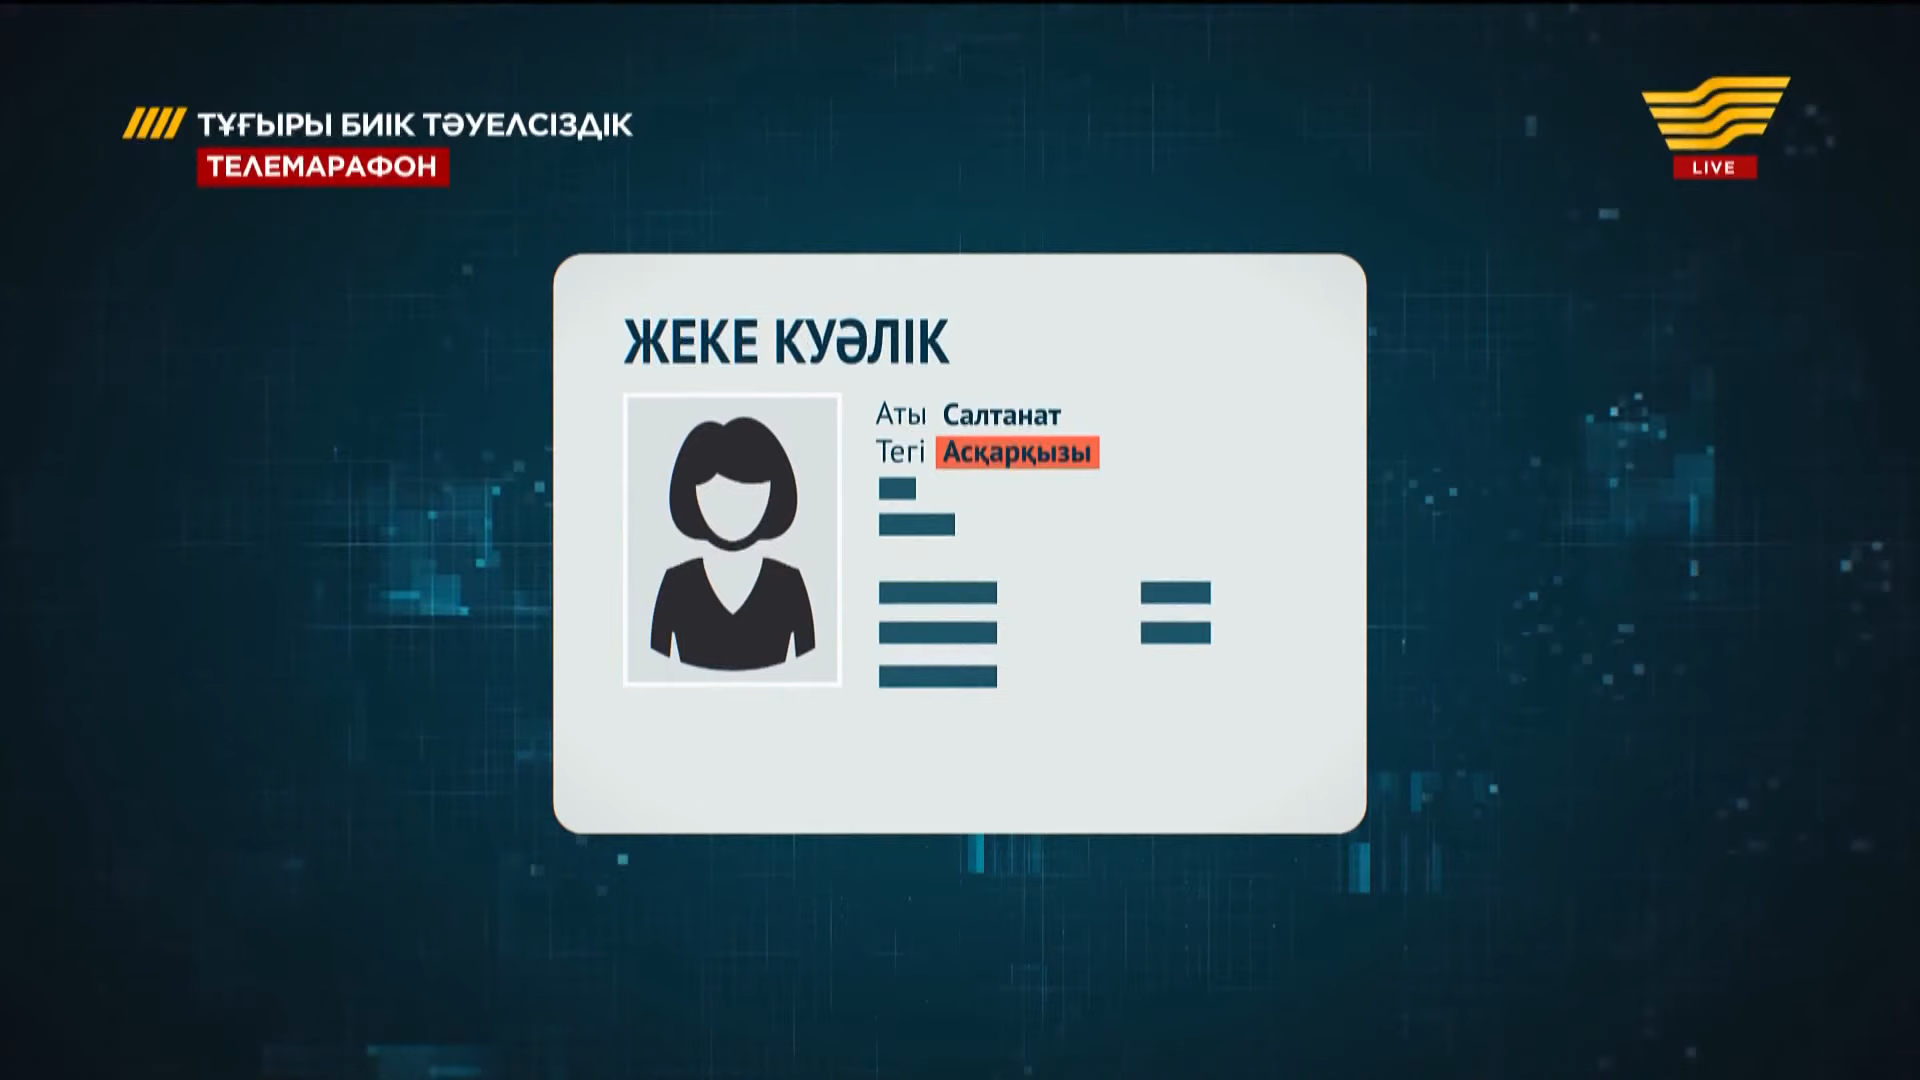 ТҰҒЫРЫ БИІК ТӘУЕЛСІЗДІК
ТЕЛЕМАРАФОН
LIVE
ЖЕКЕ КУӘЛІК
Аты Салтанат
Тегі Асқарқызы